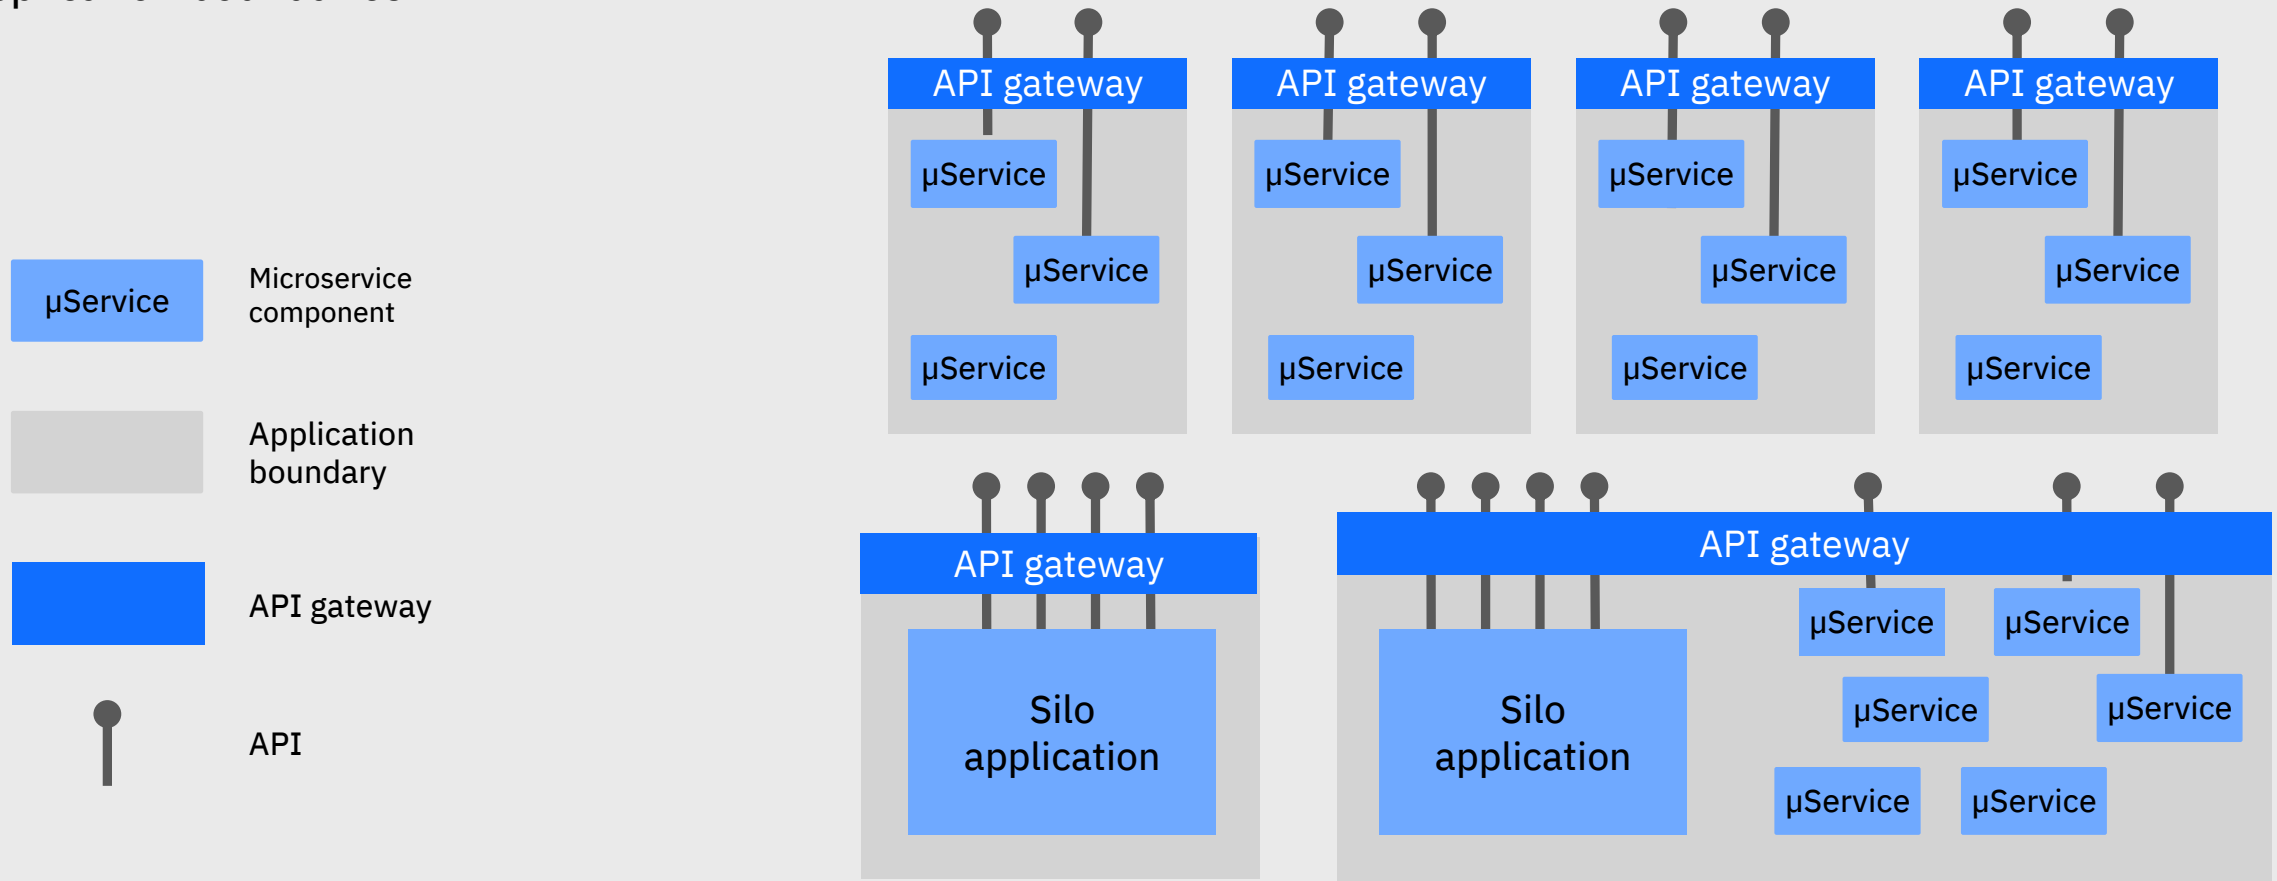 µService
Microservice
component
Application
boundary
API gateway
API
API gateway
API gateway
API gateway
API gateway
µService
µService
µService
µService
µService
µService
µService
µService
µService
µService
µService
µService
API gateway
Silo
application
API gateway
Silo
application
µService
µService
µService
µService
µService
µService